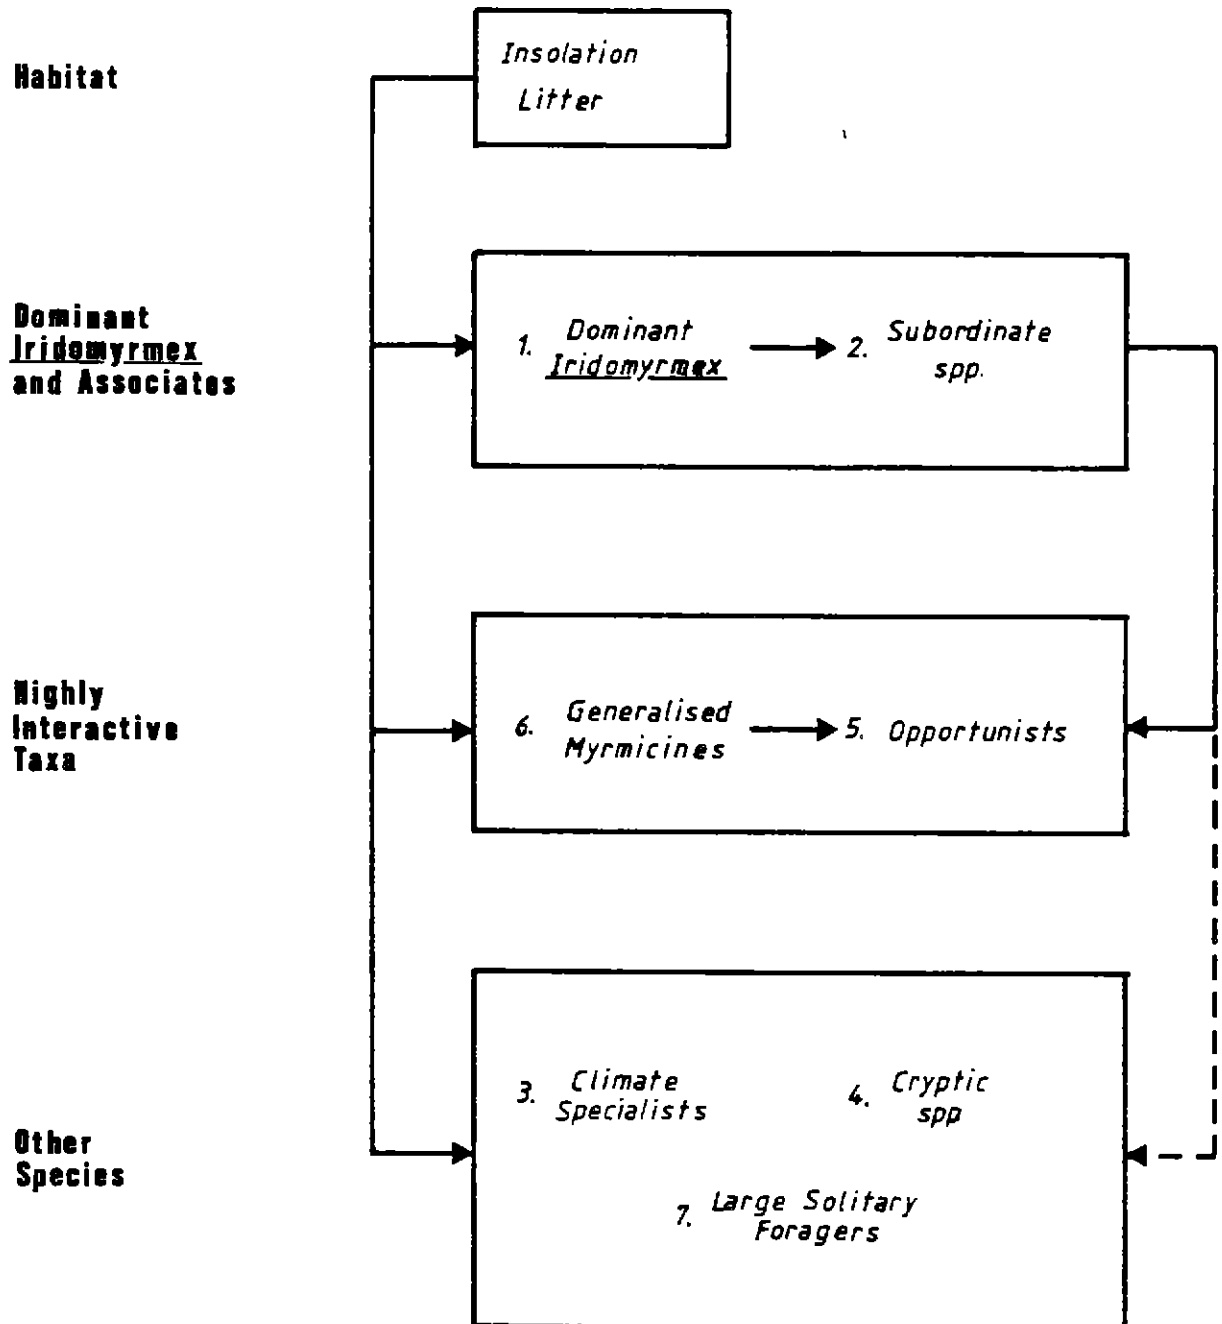 Habitat
Insolation
Litter
Dominant
Iridomyrmex
and Associates
1. Dominant
Iridomyrmex
2. Subordinate
spp.
Highly
Interactive
Taxa
6. Generalised
Myrmicines
5. Opportunists
Other
Species
3. Climate
Specialists
4. Cryptic
spp
7. Large Solitary
Foragers